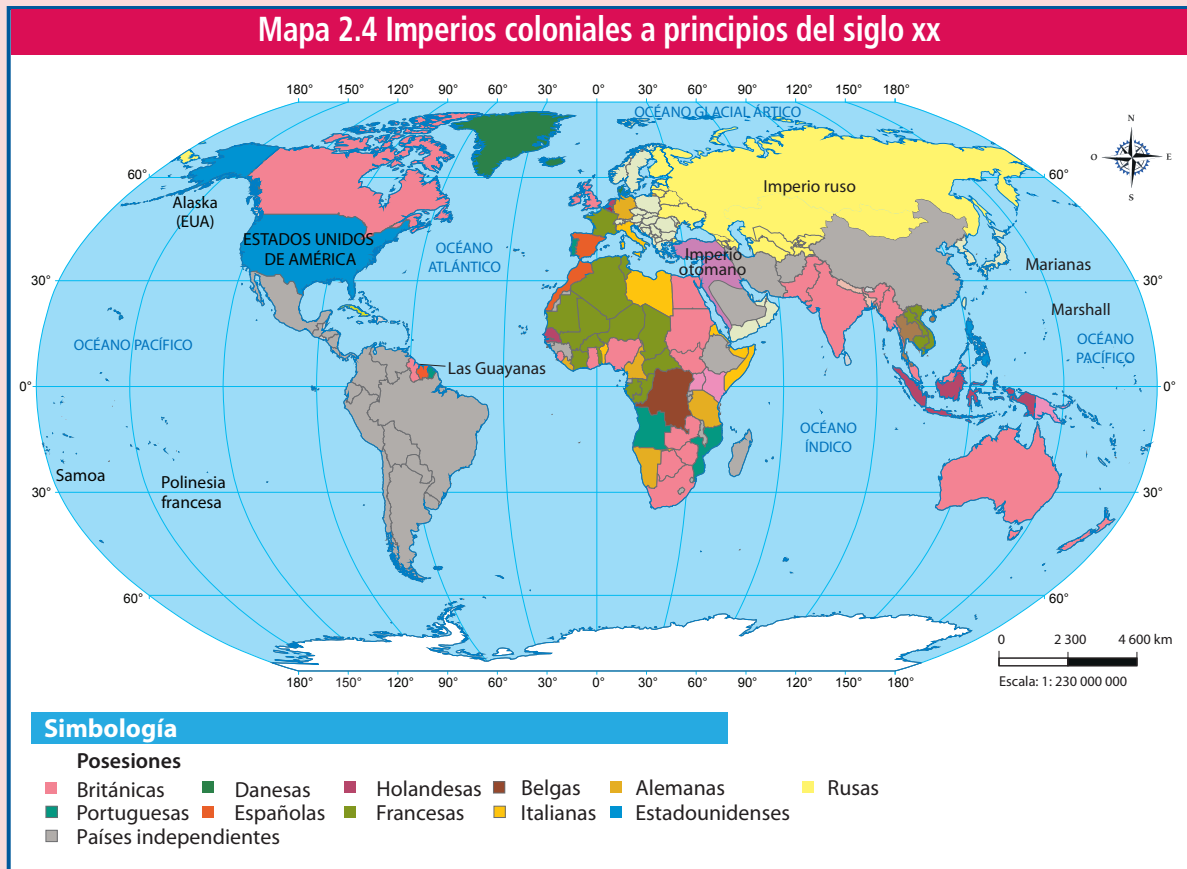 Mapa 2.4 Imperios coloniales a principios del siglo xx
180° 150° 120° 90° 60° 30° 0° 30° 60° 90° 120° 150° 180°
OCÉANO GLACIAL ÁRTICO
N
O E
S
60° 60°
Alaska
(EUA)
Imperio ruso
ESTADOS UNIDOS
DE AMÉRICA
OCÉANO
ATLÁNTICO
Imperio
otomano
Marianas
30° 30°
Marshall
OCÉANO PACÍFICO
OCÉANO
PACÍFICO
Las Guayanas
0° 0°
OCÉANO
ÍNDICO
Samoa
Polinesia
francesa
30° 30°
60° 60°
0 2 300 4 600 km
Escala: 1: 230 000 000
180° 150° 120° 90° 60° 30° 0° 30° 60° 90° 120° 150° 180°
Simbología
Posesiones
Británicas Danesas Holandesas Belgas Alemanas Rusas
Portuguesas Españolas Francesas Italianas Estadounidenses
Países independientes